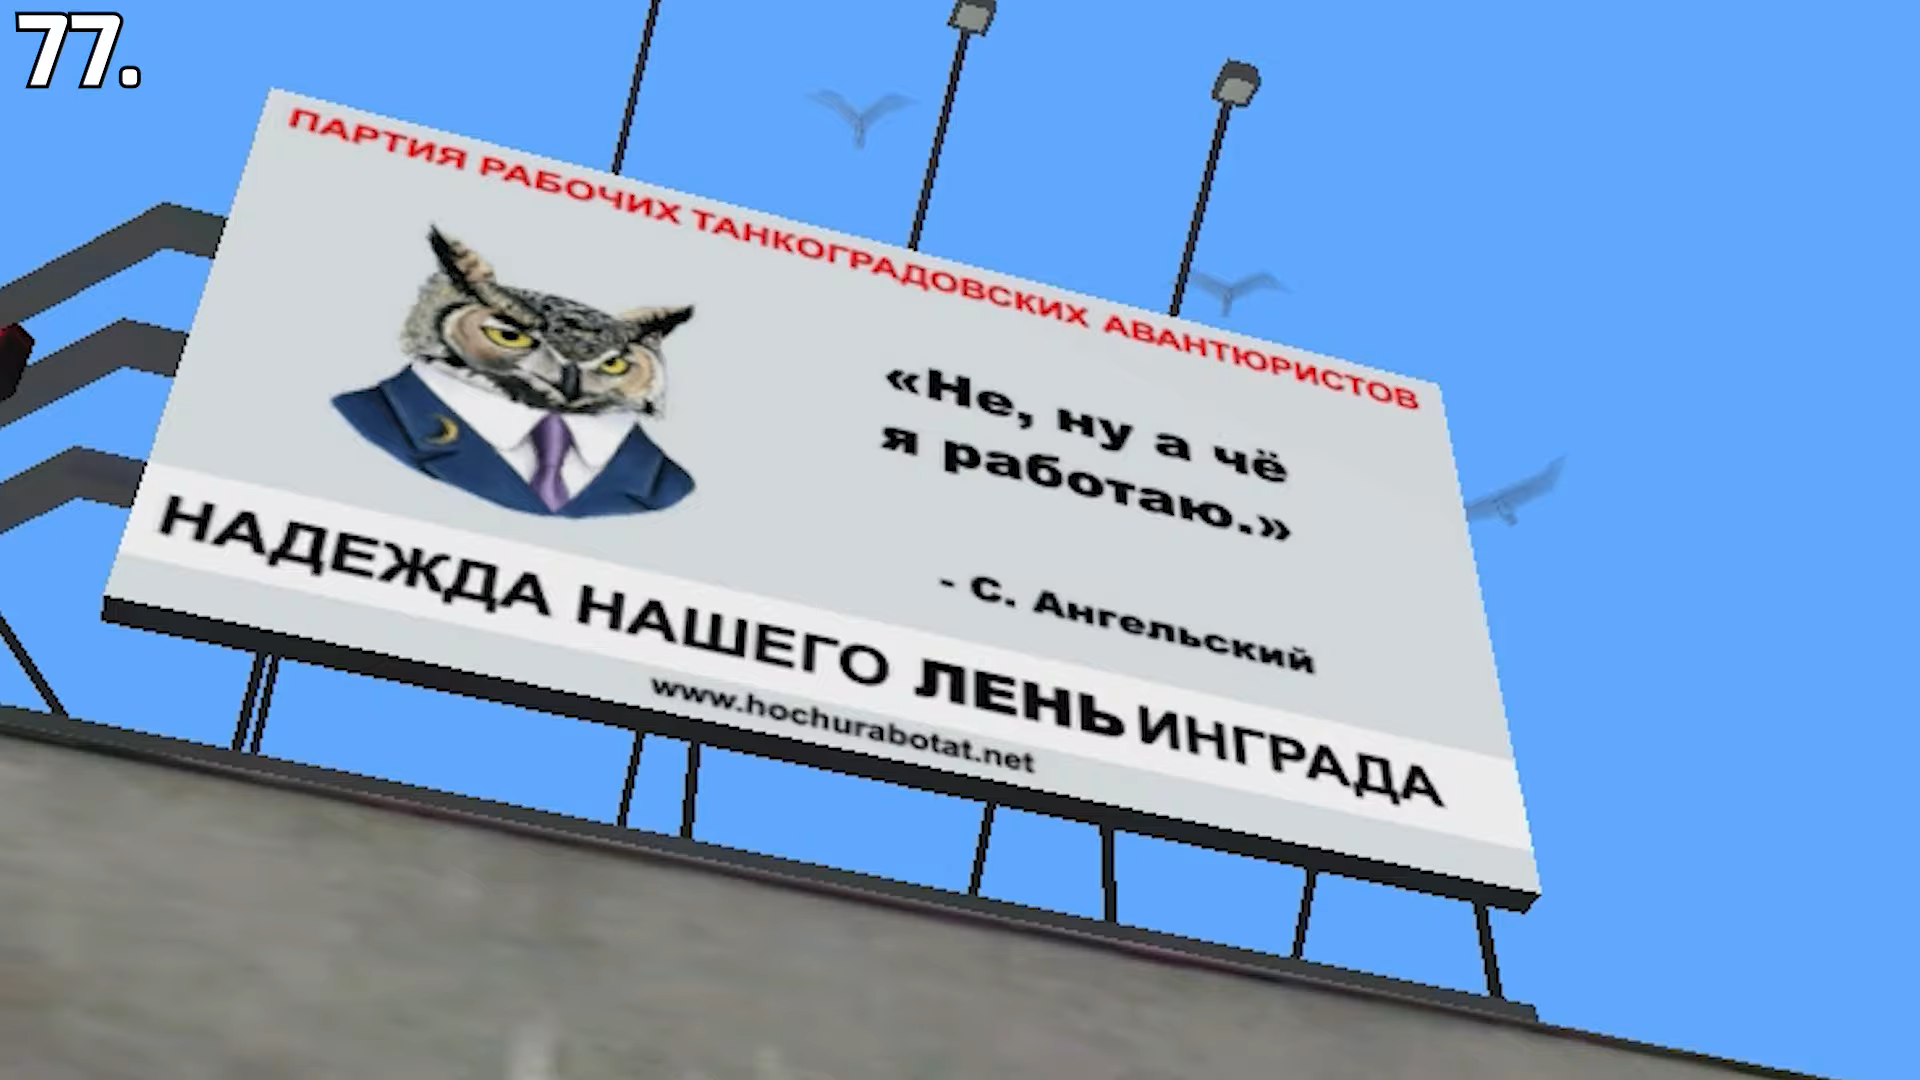 77.
ПАРТИЯ РАБОЧИХ ТАНКОГРАДОВСКИХ АВАНТЮРИСТОВ
«Не, ну а чё
я работаю.»
- С. Ангельский
НАДЕЖДА НАШЕГО ЛЕНЬИНГРАДА
www.hochurabotat.net